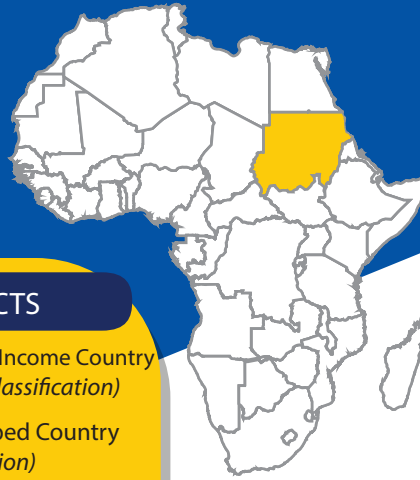 CTS
Income Country
lassification)
ped Country
ion)